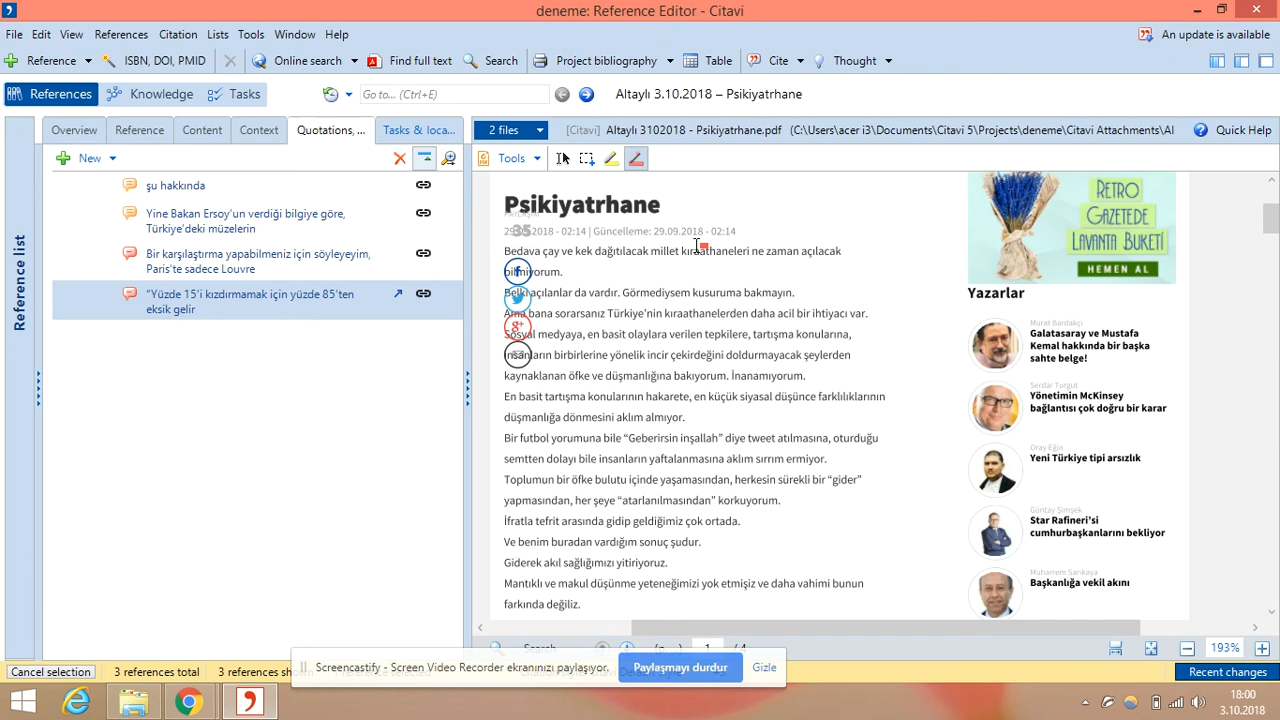 deneme: Reference Editor - Citavi
File Edit View References Citation Lists Tools Window Help
An update is available
Reference ISBN, DOI, PMID Online search Find full text Search Project bibliography Table Cite Thought
References Knowledge Tasks Go to... (Ctrl+E) Altaylı 3.10.2018 – Psikiyatrhane
Overview Reference Content Context Quotations, ... Tasks & loca...
2 files [Citavi] Altaylı 3102018 - Psikiyatrhane.pdf (C:\Users\acer i3\Documents\Citavi 5\Projects\deneme\Citavi Attachments\Al Quick Help
New
Tools
Reference list
şu hakkında
Yine Bakan Ersoy'un verdiği bilgiye göre,
Türkiye'deki müzelerin
Bir karşılaştırma yapabilmeniz için söyleyeyim,
Paris'te sadece Louvre
"Yüzde 15'i kızdırmamak için yüzde 85'ten
eksik gelir
Psikiyatrhane
PAYLAŞIM
35
2018 - 02:14 | Güncelleme: 29.09.2018 - 02:14
Bedava çay ve kek dağıtılacak millet kıraathaneleri ne zaman açılacak
bilmiyorum.
Belki açılanlar da vardır. Görmediysem kusuruma bakmayın.
Ama bana sorarsanız Türkiye'nin kıraathanelerden daha acil bir ihtiyacı var.
Sosyal medyaya, en basit olaylara verilen tepkilere, tartışma konularına,
insanların birbirlerine yönelik incir çekirdeğini doldurmayacak şeylerden
kaynaklanan öfke ve düşmanlığına bakıyorum. İnanamıyorum.
En basit tartışma konularının hakarete, en küçük siyasal düşünce farklılıklarının
düşmanlığa dönmesini aklım almıyor.
Bir futbol yorumuna bile “Geberirsin inşallah” diye tweet atılmasına, oturduğu
semtten dolayı bile insanların yaftalanmasına aklım sırrım ermiyor.
Toplumun bir öfke bulutu içinde yaşamasından, herkesin sürekli bir “gider”
yapmasından, her şeye “atarlanılmasından” korkuyorum.
İfratla tefrit arasında gidip geldiğimiz çok ortada.
Ve benim buradan vardığım sonuç şudur.
Giderek akıl sağlığımızı yitiriyoruz.
Mantıklı ve makul düşünme yeteneğimizi yok etmişiz ve daha vahimi bunun
farkında değiliz.
RETRO
GAZETEDE
LAVANTA BUKETİ
HEMEN AL
Yazarlar
Murat Bardakçı
Galatasaray ve Mustafa
Kemal hakkında bir başka
sahte belge!
Serdar Turgut
Yönetimin McKinsey
bağlantısı çok doğru bir karar
Oray Eğin
Yeni Türkiye tipi arsızlık
Güntay Şimşek
Star Rafineri'si
cumhurbaşkanlarını bekliyor
Muharrem Sarıkaya
Başkanlığa vekil akını
Search 1 193%
Cancel selection 3 references total 3 references Recent changes
Screencastify - Screen Video Recorder ekranınızı paylaşıyor. Paylaşmayı durdur Gizle
18:00
3.10.2018